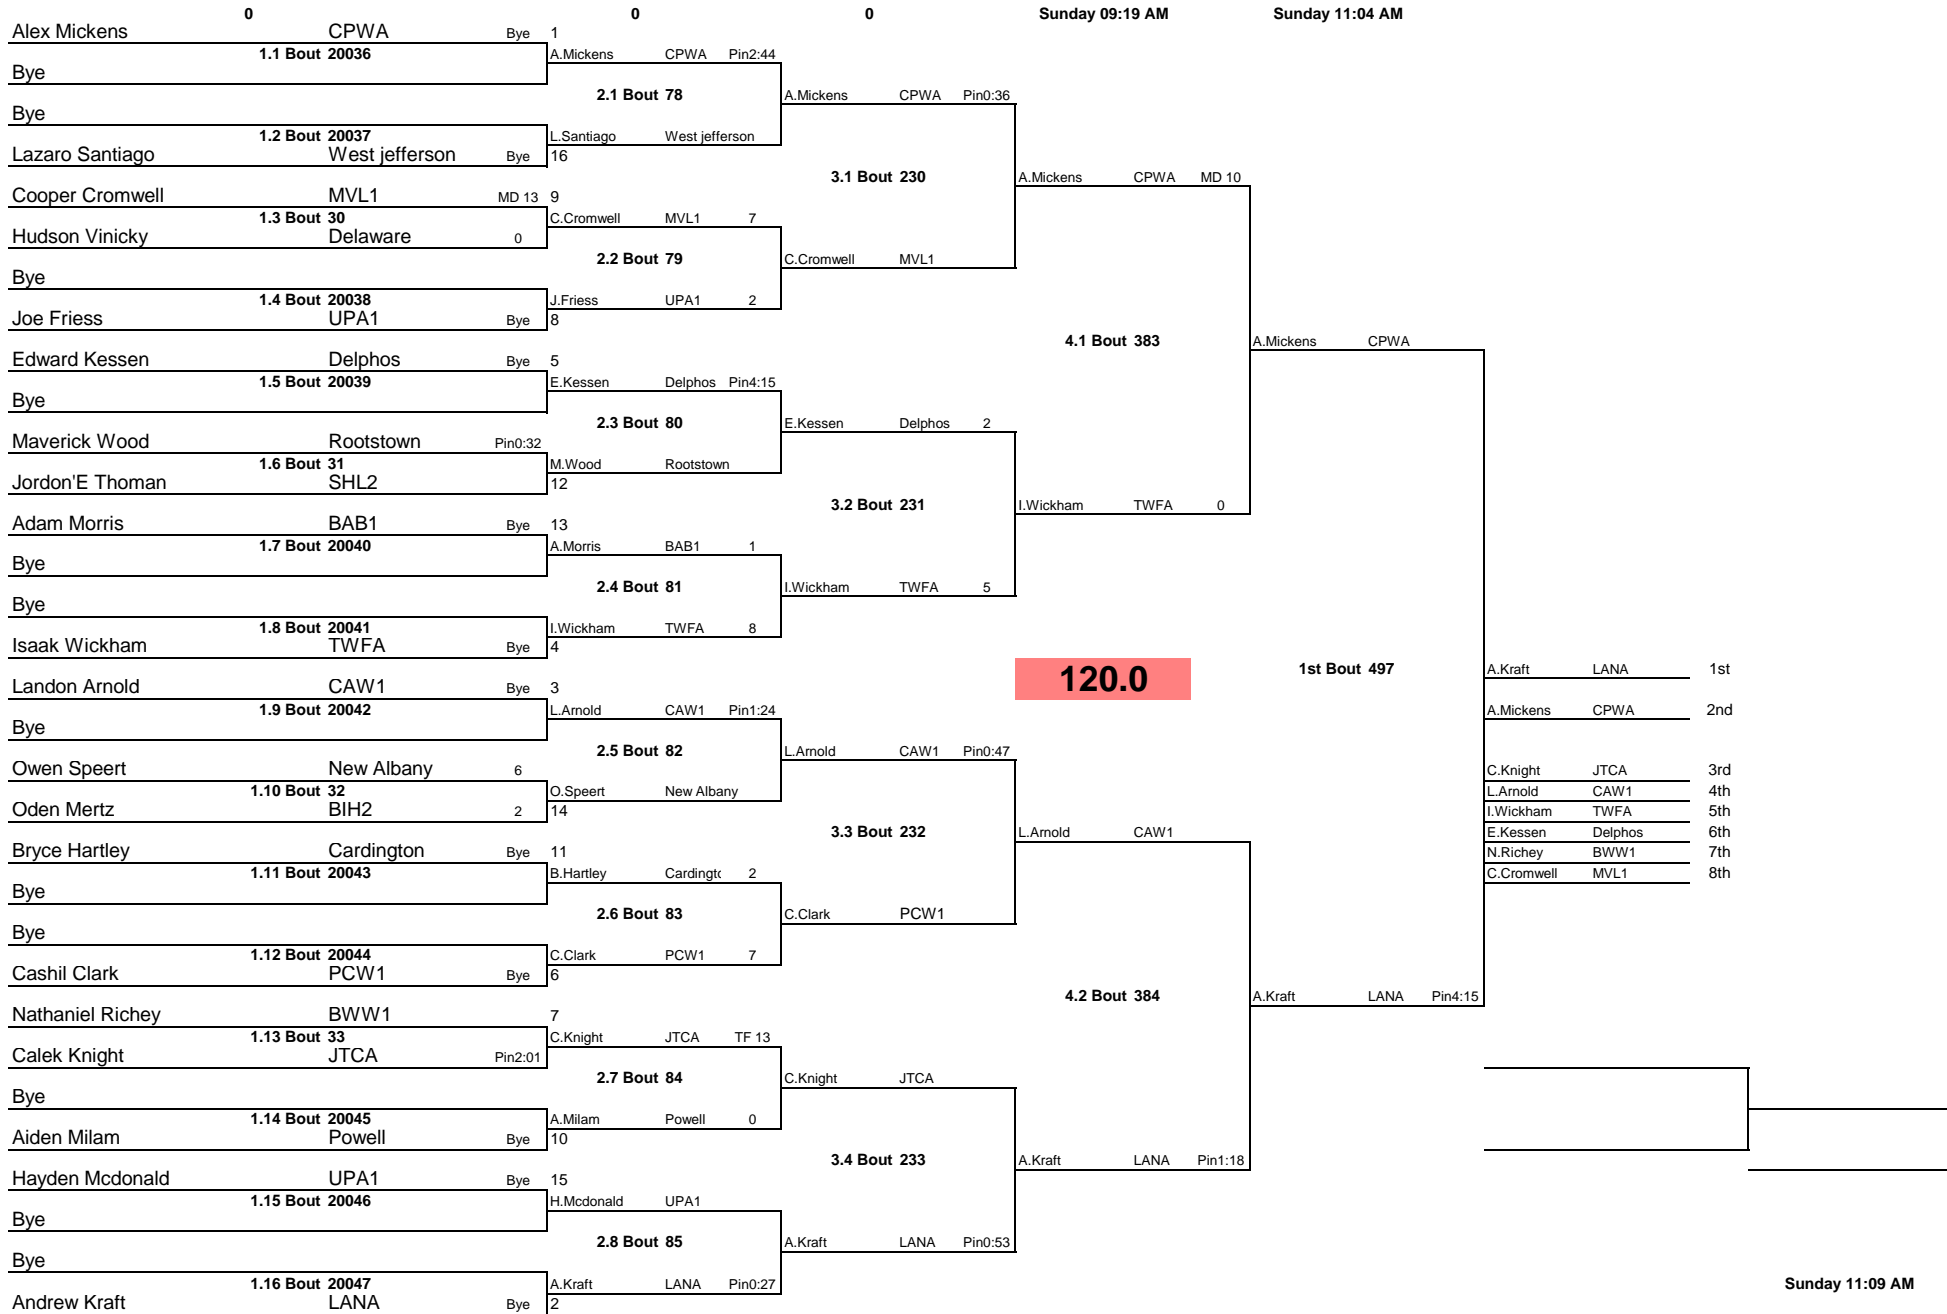 0 0 0 Sunday 09:19 AM Sunday 11:04 AM
Alex Mickens CPWA Bye 1
1.1 Bout 20036 A.Mickens CPWA Pin2:44
Bye
2.1 Bout 78 A.Mickens CPWA Pin0:36
Bye
1.2 Bout 20037 L.Santiago West jefferson
Lazaro Santiago West jefferson Bye 16
3.1 Bout 230 A.Mickens CPWA MD 10
Cooper Cromwell MVL1 MD 13 9
1.3 Bout 30 C.Cromwell MVL1 7
Hudson Vinicky Delaware 0
2.2 Bout 79 C.Cromwell MVL1
Bye
1.4 Bout 20038 J.Friess UPA1 2
Joe Friess UPA1 Bye 8
4.1 Bout 383 A.Mickens CPWA
Edward Kessen Delphos Bye 5
1.5 Bout 20039 E.Kessen Delphos Pin4:15
Bye
2.3 Bout 80 E.Kessen Delphos 2
Maverick Wood Rootstown Pin0:32
1.6 Bout 31 M.Wood Rootstown
Jordon'E Thoman SHL2 12
3.2 Bout 231 I.Wickham TWFA 0
Adam Morris BAB1 Bye 13
1.7 Bout 20040 A.Morris BAB1 1
Bye
2.4 Bout 81 I.Wickham TWFA 5
Bye
1.8 Bout 20041 I.Wickham TWFA 8
Isaak Wickham TWFA Bye 4
120.0 1st Bout 497 A.Kraft LANA 1st
Landon Arnold CAW1 Bye 3
1.9 Bout 20042 L.Arnold CAW1 Pin1:24 A.Mickens CPWA 2nd
Bye
2.5 Bout 82 L.Arnold CAW1 Pin0:47
Owen Speert New Albany 6 C.Knight JTCA 3rd
1.10 Bout 32 O.Speert New Albany L.Arnold CAW1 4th
Oden Mertz BIH2 2 14 I.Wickham TWFA 5th
3.3 Bout 232 L.Arnold CAW1 E.Kessen Delphos 6th
Bryce Hartley Cardington Bye 11 N.Richey BWW1 7th
1.11 Bout 20043 B.Hartley Cardingt 2 C.Cromwell MVL1 8th
Bye
2.6 Bout 83 C.Clark PCW1
Bye
1.12 Bout 20044 C.Clark PCW1 7
Cashil Clark PCW1 Bye 6
4.2 Bout 384 A.Kraft LANA Pin4:15
Nathaniel Richey BWW1 7
1.13 Bout 33 C.Knight JTCA TF 13
Calek Knight JTCA Pin2:01
2.7 Bout 84 C.Knight JTCA
Bye
1.14 Bout 20045 A.Milam Powell 0
Aiden Milam Powell Bye 10
3.4 Bout 233 A.Kraft LANA Pin1:18
Hayden Mcdonald UPA1 Bye 15
1.15 Bout 20046 H.Mcdonald UPA1
Bye
2.8 Bout 85 A.Kraft LANA Pin0:53
Bye
1.16 Bout 20047 A.Kraft LANA Pin0:27 Sunday 11:09 AM
Andrew Kraft LANA Bye 2